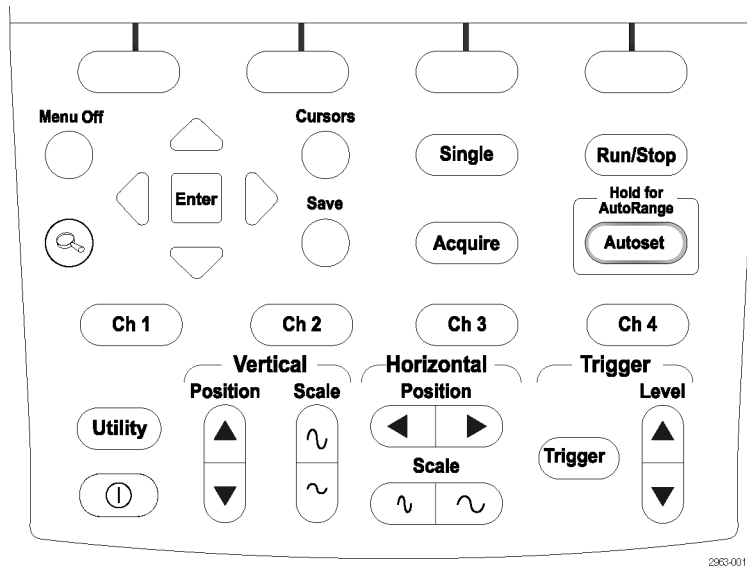 Menu Off
Cursors
Single
Run/Stop
Hold for
AutoRange
Enter
Save
Acquire
Autoset
Ch 1
Ch 2
Ch 3
Ch 4
Vertical
Horizontal
Trigger
Position
Scale
Position
Level
Utility
Trigger
Scale
2963-001